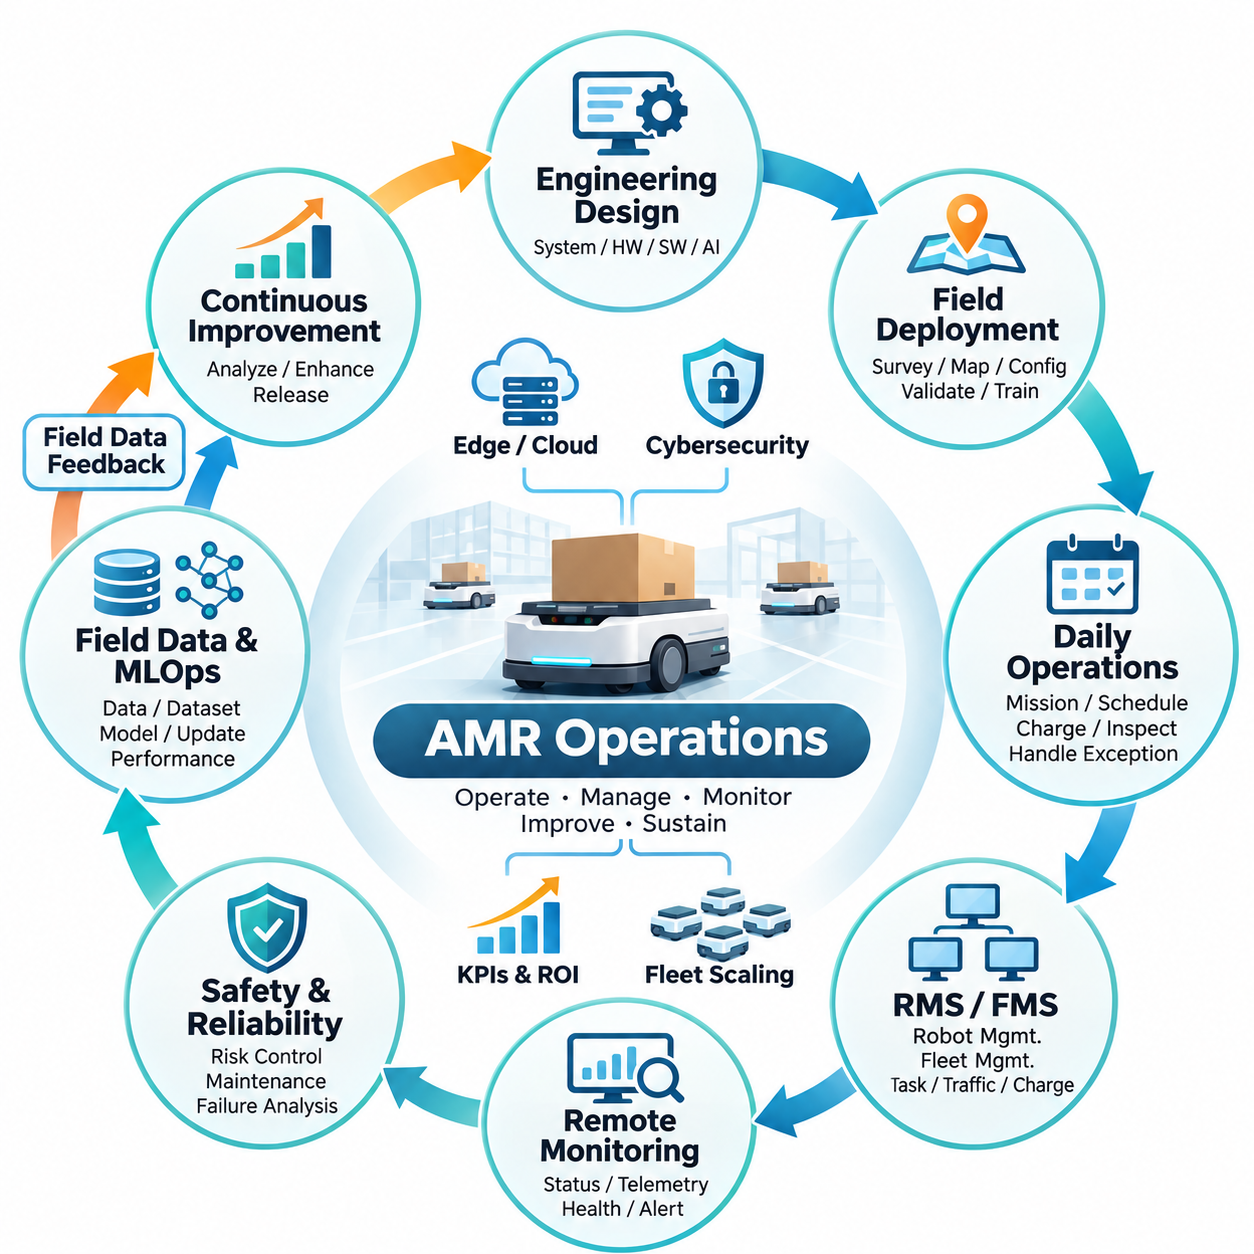 Engineering
Design
System / HW / SW / AI
Field
Deployment
Survey / Map / Config
Validate / Train
Daily
Operations
Mission / Schedule
Charge / Inspect
Handle Exception
RMS / FMS
Robot Mgmt.
Fleet Mgmt.
Task / Traffic / Charge
Remote
Monitoring
Status / Telemetry
Health / Alert
Safety &
Reliability
Risk Control
Maintenance
Failure Analysis
Field Data &
MLOps
Data / Dataset
Model / Update
Performance
Field Data
Feedback
Continuous
Improvement
Analyze / Enhance
Release
Edge / Cloud
Cybersecurity
AMR Operations
Operate • Manage • Monitor
Improve • Sustain
KPIs & ROI
Fleet Scaling